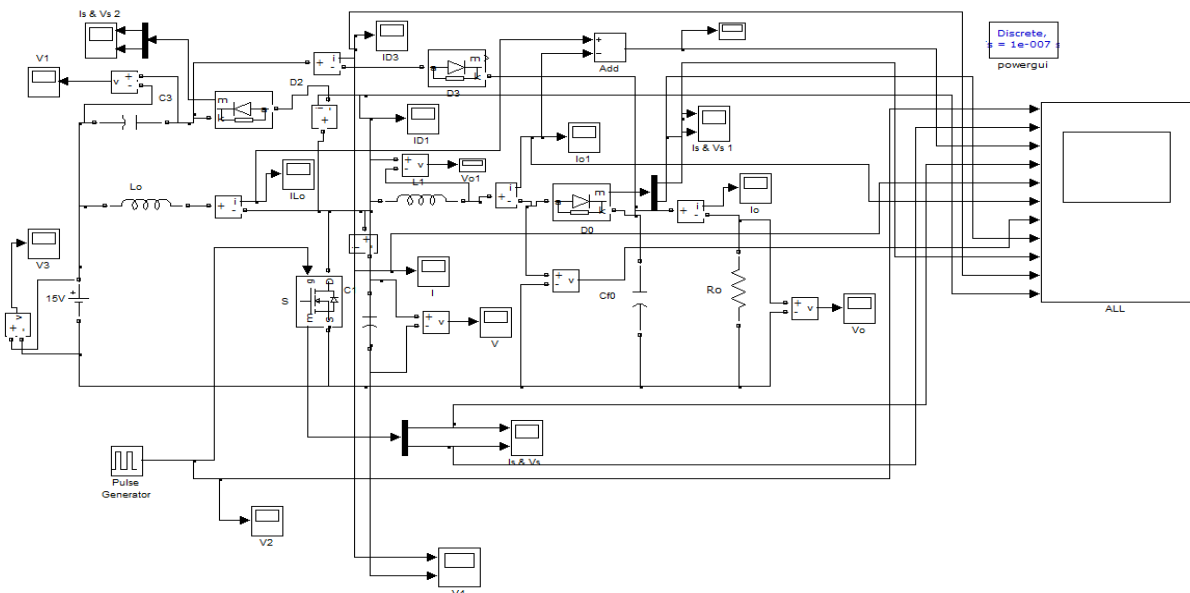 Is & Vs 2
V1
v
+
-
C3
m
k
D2
i
+
-
ID3
m
k
D3
+
-
Add
Discrete,
s = 1e-007 s
powergui
i
+
-
ID1
Is & Vs 1
Io1
Lo
i
+
-
ILo
+
-
v
L1
Vo1
i
+
-
m
k
D0
i
+
-
Io
V3
15V
+
v
+
-
g
D
S
m
S
C1
i
+
-
I
+
-
v
V
+
-
v
Cf0
Ro
+
-
v
Vo
ALL
Pulse
Generator
Is & Vs
V2
V4